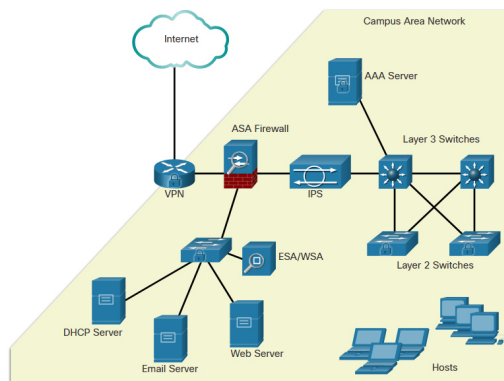 Campus Area Network
Internet
AAA Server
ASA Firewall
Layer 3 Switches
VPN
IPS
ESA/WSA
Layer 2 Switches
DHCP Server
Web Server
Email Server
Hosts